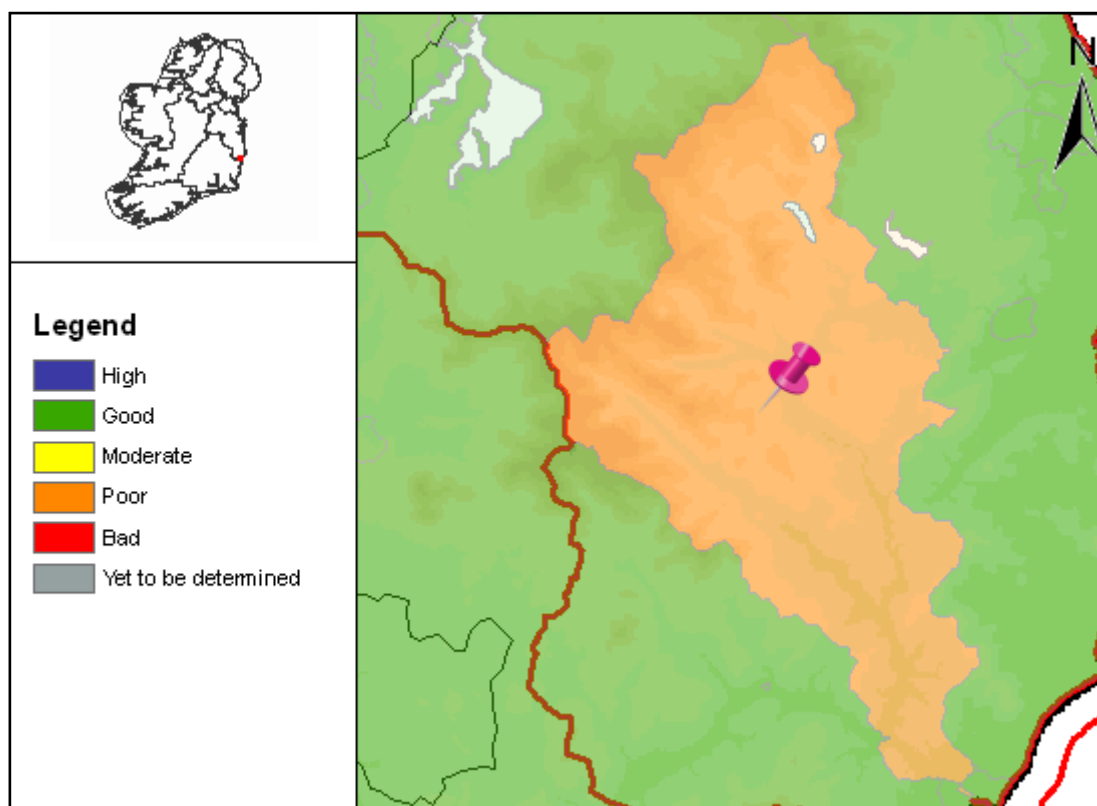 N
Legend
High
Good
Moderate
Poor
Bad
Yet to be determined